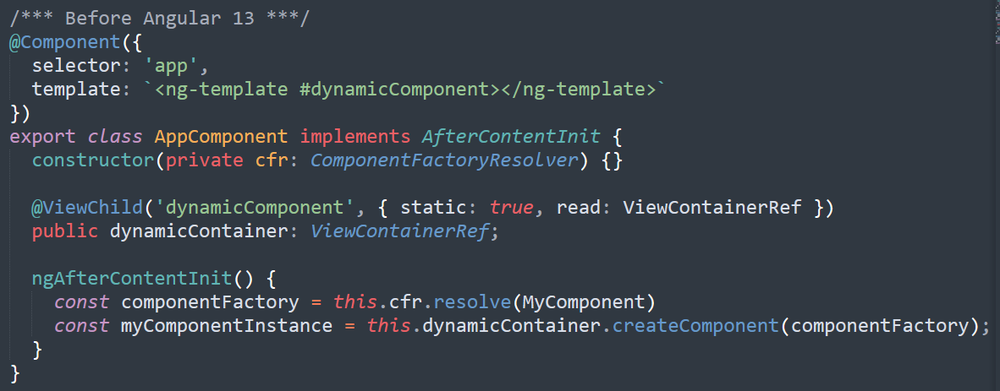 /*** Before Angular 13 ***/
@Component({
  selector: 'app',
  template: `<ng-template #dynamicComponent></ng-template>`
})
export class AppComponent implements AfterContentInit {
  constructor(private cfr: ComponentFactoryResolver) {}

  @ViewChild('dynamicComponent', { static: true, read: ViewContainerRef })
  public dynamicContainer: ViewContainerRef;

  ngAfterContentInit() {
    const componentFactory = this.cfr.resolve(MyComponent)
    const myComponentInstance = this.dynamicContainer.createComponent(componentFactory);
  }
}